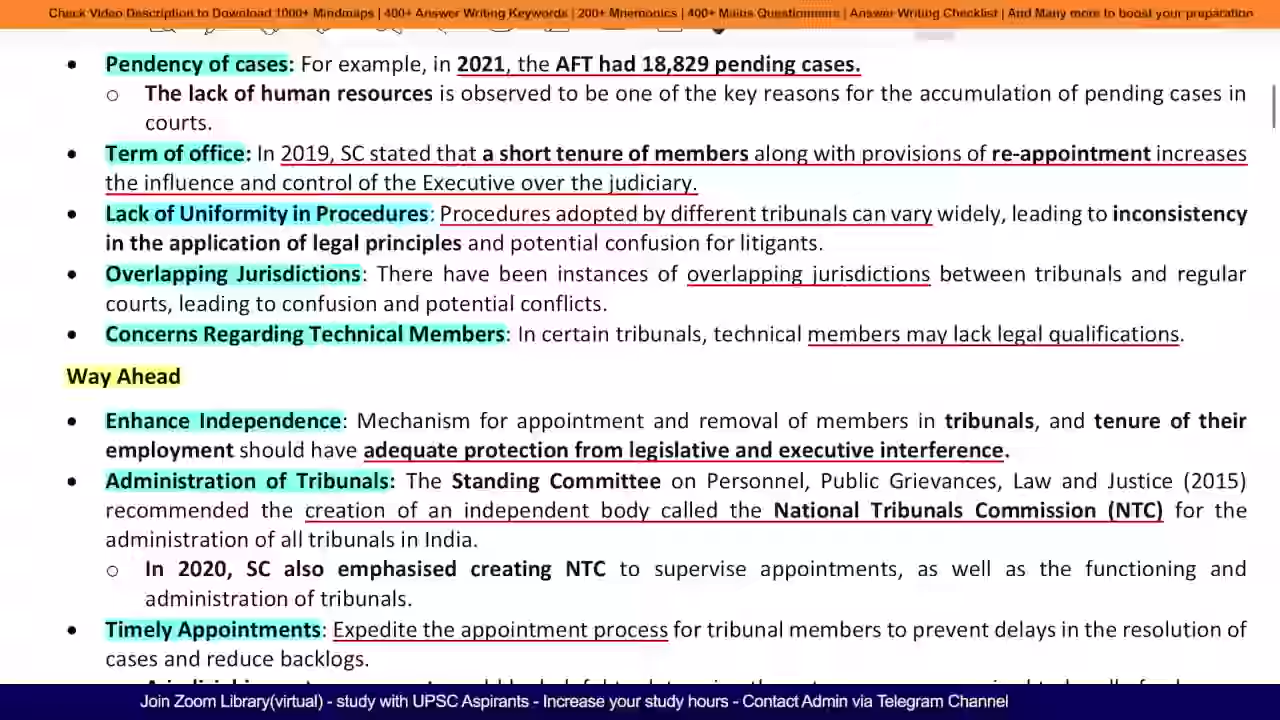 Check Video Description to Download 1000+ Mindmaps | 400+ Answer Writing Keywords | 200+ Mnemonics | 400+ Mains Questionnaire | Answer Writing Checklist | And Many more to boost your preparation
• Pendency of cases: For example, in 2021, the AFT had 18,829 pending cases.
○ The lack of human resources is observed to be one of the key reasons for the accumulation of pending cases in
courts.
• Term of office: In 2019, SC stated that a short tenure of members along with provisions of re-appointment increases
the influence and control of the Executive over the judiciary.
• Lack of Uniformity in Procedures: Procedures adopted by different tribunals can vary widely, leading to inconsistency
in the application of legal principles and potential confusion for litigants.
• Overlapping Jurisdictions: There have been instances of overlapping jurisdictions between tribunals and regular
courts, leading to confusion and potential conflicts.
• Concerns Regarding Technical Members: In certain tribunals, technical members may lack legal qualifications.
Way Ahead
• Enhance Independence: Mechanism for appointment and removal of members in tribunals, and tenure of their
employment should have adequate protection from legislative and executive interference.
• Administration of Tribunals: The Standing Committee on Personnel, Public Grievances, Law and Justice (2015)
recommended the creation of an independent body called the National Tribunals Commission (NTC) for the
administration of all tribunals in India.
○ In 2020, SC also emphasised creating NTC to supervise appointments, as well as the functioning and
administration of tribunals.
• Timely Appointments: Expedite the appointment process for tribunal members to prevent delays in the resolution of
cases and reduce backlogs.
Join Zoom Library(virtual) - study with UPSC Aspirants - Increase your study hours - Contact Admin via Telegram Channel